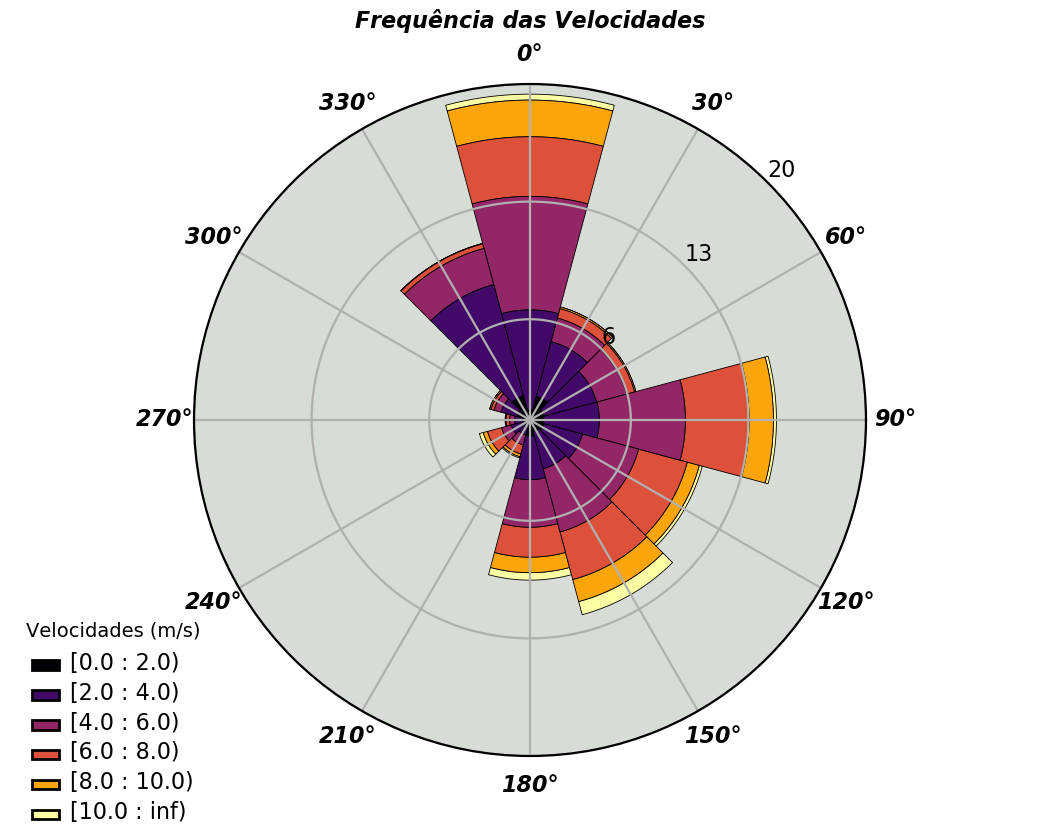 Frequência das Velocidades
0°
330°
30°
20
300°
60°
13
6
270°
90°
240°
120°
210°
150°
180°
Velocidades (m/s)
[0.0 : 2.0)
[2.0 : 4.0)
[4.0 : 6.0)
[6.0 : 8.0)
[8.0 : 10.0)
[10.0 : inf)